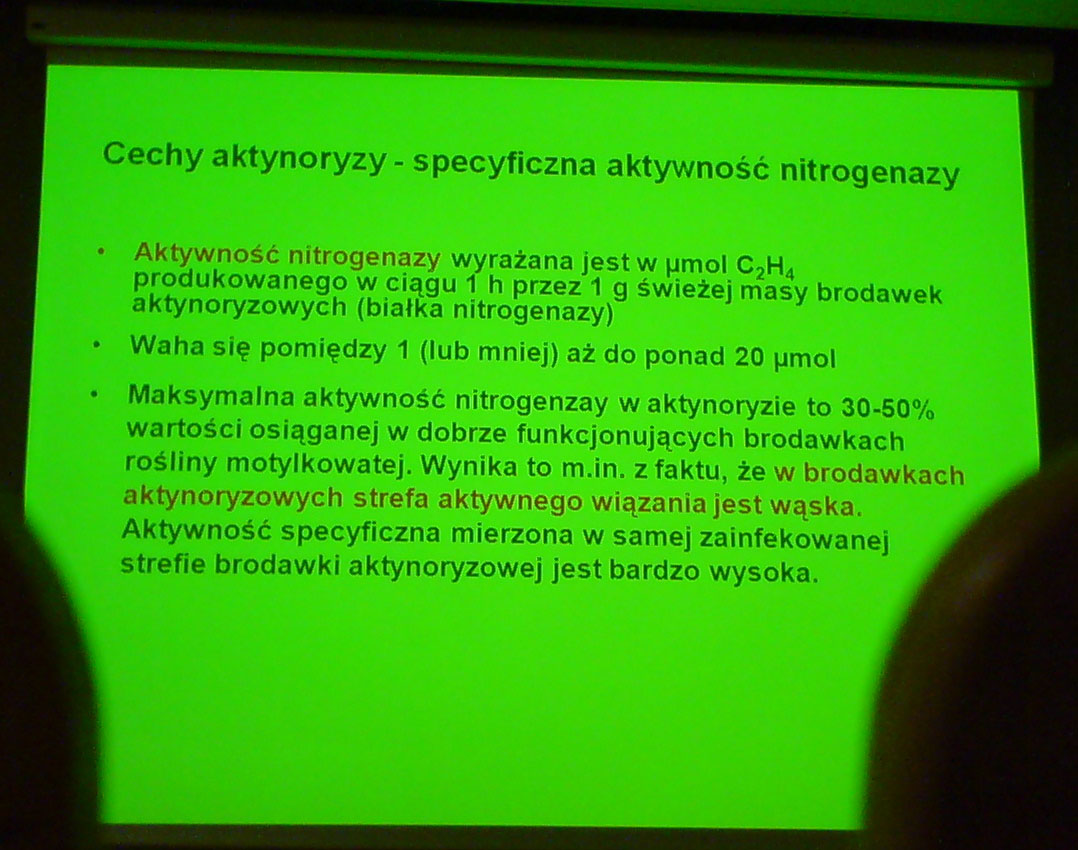 Cechy aktynoryzy - specyficzna aktywność nitrogenazy
• Aktywność nitrogenazy wyrażana jest w µmol C₂H₄
produkowanego w ciągu 1 h przez 1 g świeżej masy brodawek
aktynoryzowych (białka nitrogenazy)
• Waha się pomiędzy 1 (lub mniej) aż do ponad 20 µmol
• Maksymalna aktywność nitrogenzay w aktynoryzie to 30-50%
wartości osiąganej w dobrze funkcjonujących brodawkach
rośliny motylkowatej. Wynika to m.in. z faktu, że w brodawkach
aktynoryzowych strefa aktywnego wiązania jest wąska.
Aktywność specyficzna mierzona w samej zainfekowanej
strefie brodawki aktynoryzowej jest bardzo wysoka.